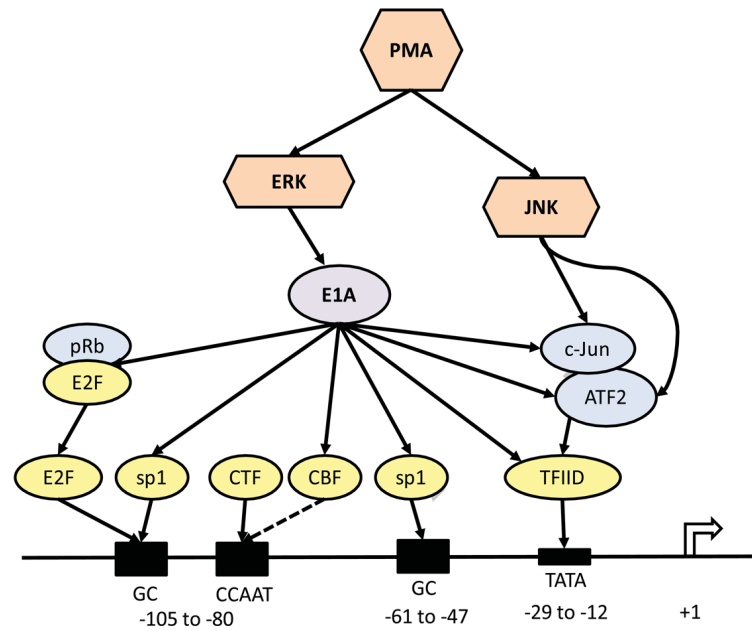 PMA
ERK
JNK
E1A
pRb
c-Jun
E2F
ATF2
E2F
sp1
CTF
CBF
sp1
TFIID
GC
CCAAT
GC
TATA
-105 to -80
-61 to -47
-29 to -12
+1